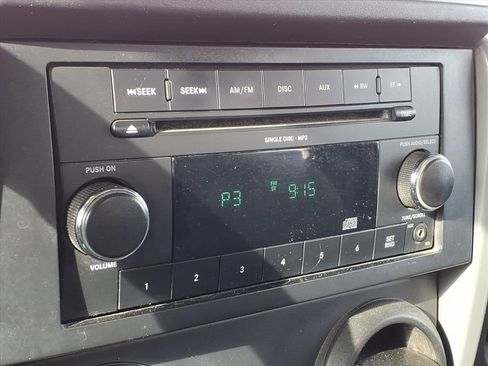 ⏮SEEK SEEK⏭ AM/FM DISC AUX ◀◀ RW FF ▶▶
TIME
SINGLE DISC · MP3
PUSH ON
PUSH AUDIO/SELECT
P3 FM 915
VOLUME
TUNE/SCROLL
1 2 3 4 5 6 SET RND